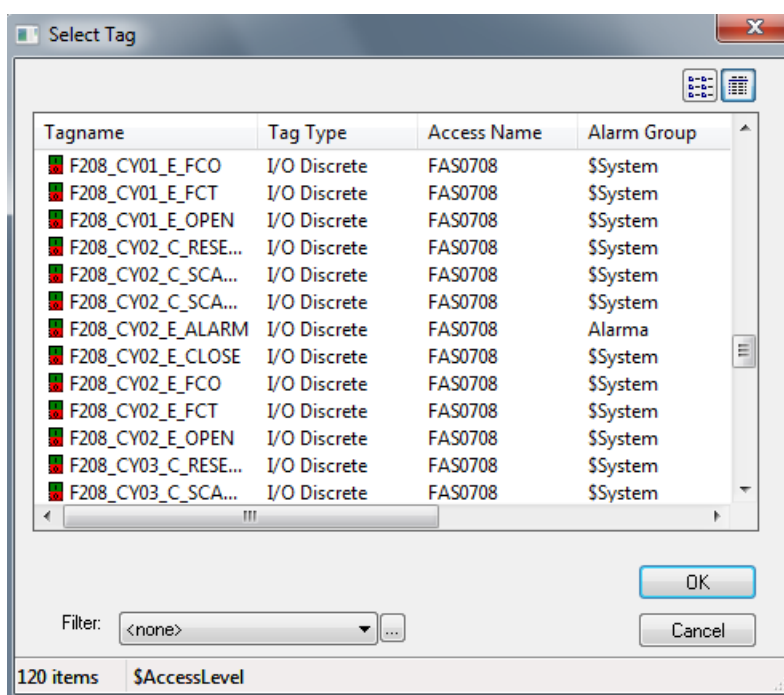 Select Tag
Tagname Tag Type Access Name Alarm Group
F208_CY01_E_FCO I/O Discrete FAS0708 $System
F208_CY01_E_FCT I/O Discrete FAS0708 $System
F208_CY01_E_OPEN I/O Discrete FAS0708 $System
F208_CY02_C_RESE... I/O Discrete FAS0708 $System
F208_CY02_C_SCA... I/O Discrete FAS0708 $System
F208_CY02_C_SCA... I/O Discrete FAS0708 $System
F208_CY02_E_ALARM I/O Discrete FAS0708 Alarma
F208_CY02_E_CLOSE I/O Discrete FAS0708 $System
F208_CY02_E_FCO I/O Discrete FAS0708 $System
F208_CY02_E_FCT I/O Discrete FAS0708 $System
F208_CY02_E_OPEN I/O Discrete FAS0708 $System
F208_CY03_C_RESE... I/O Discrete FAS0708 $System
F208_CY03_C_SCA... I/O Discrete FAS0708 $System
OK
Filter: <none> ...
Cancel
120 items $AccessLevel